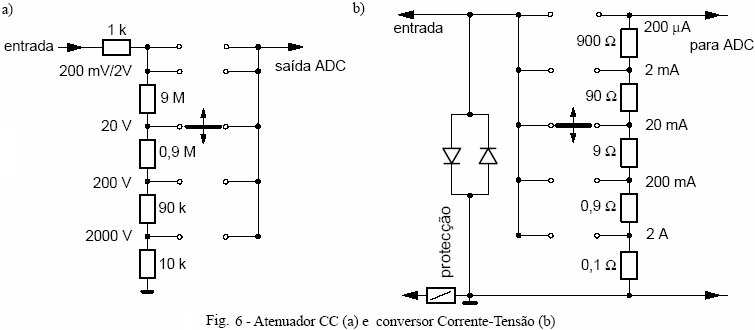 a)
entrada
1 k
200 mV/2V
saída ADC
9 M
20 V
0,9 M
200 V
90 k
2000 V
10 k
b)
entrada
200 µA
para ADC
900 Ω
2 mA
90 Ω
20 mA
9 Ω
200 mA
0,9 Ω
2 A
0,1 Ω
protecção
Fig. 6 - Atenuador CC (a) e conversor Corrente-Tensão (b)